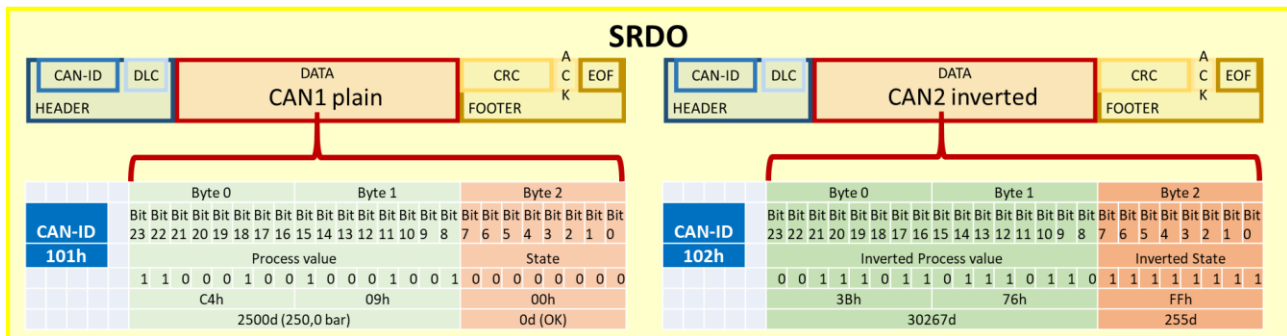 SRDO
CAN-ID DLC DATA CRC ACK EOF
HEADER CAN1 plain FOOTER
CAN-ID DLC DATA CRC ACK EOF
HEADER CAN2 inverted FOOTER
Byte 0 Byte 1 Byte 2
Bit Bit Bit Bit Bit Bit Bit Bit Bit Bit Bit Bit Bit Bit Bit Bit Bit Bit Bit Bit Bit Bit Bit Bit
23 22 21 20 19 18 17 16 15 14 13 12 11 10 9 8 7 6 5 4 3 2 1 0
CAN-ID
101h Process value State
1 1 0 0 0 1 0 0 1 0 0 0 1 0 0 1 0 0 0 0 0 0 0 0
C4h 09h 00h
2500d (250,0 bar) 0d (OK)
Byte 0 Byte 1 Byte 2
Bit Bit Bit Bit Bit Bit Bit Bit Bit Bit Bit Bit Bit Bit Bit Bit Bit Bit Bit Bit Bit Bit Bit Bit
23 22 21 20 19 18 17 16 15 14 13 12 11 10 9 8 7 6 5 4 3 2 1 0
CAN-ID
102h Inverted Process value Inverted State
0 0 1 1 1 0 1 1 0 1 1 1 0 1 1 0 1 1 1 1 1 1 1 1
3Bh 76h FFh
30267d 255d